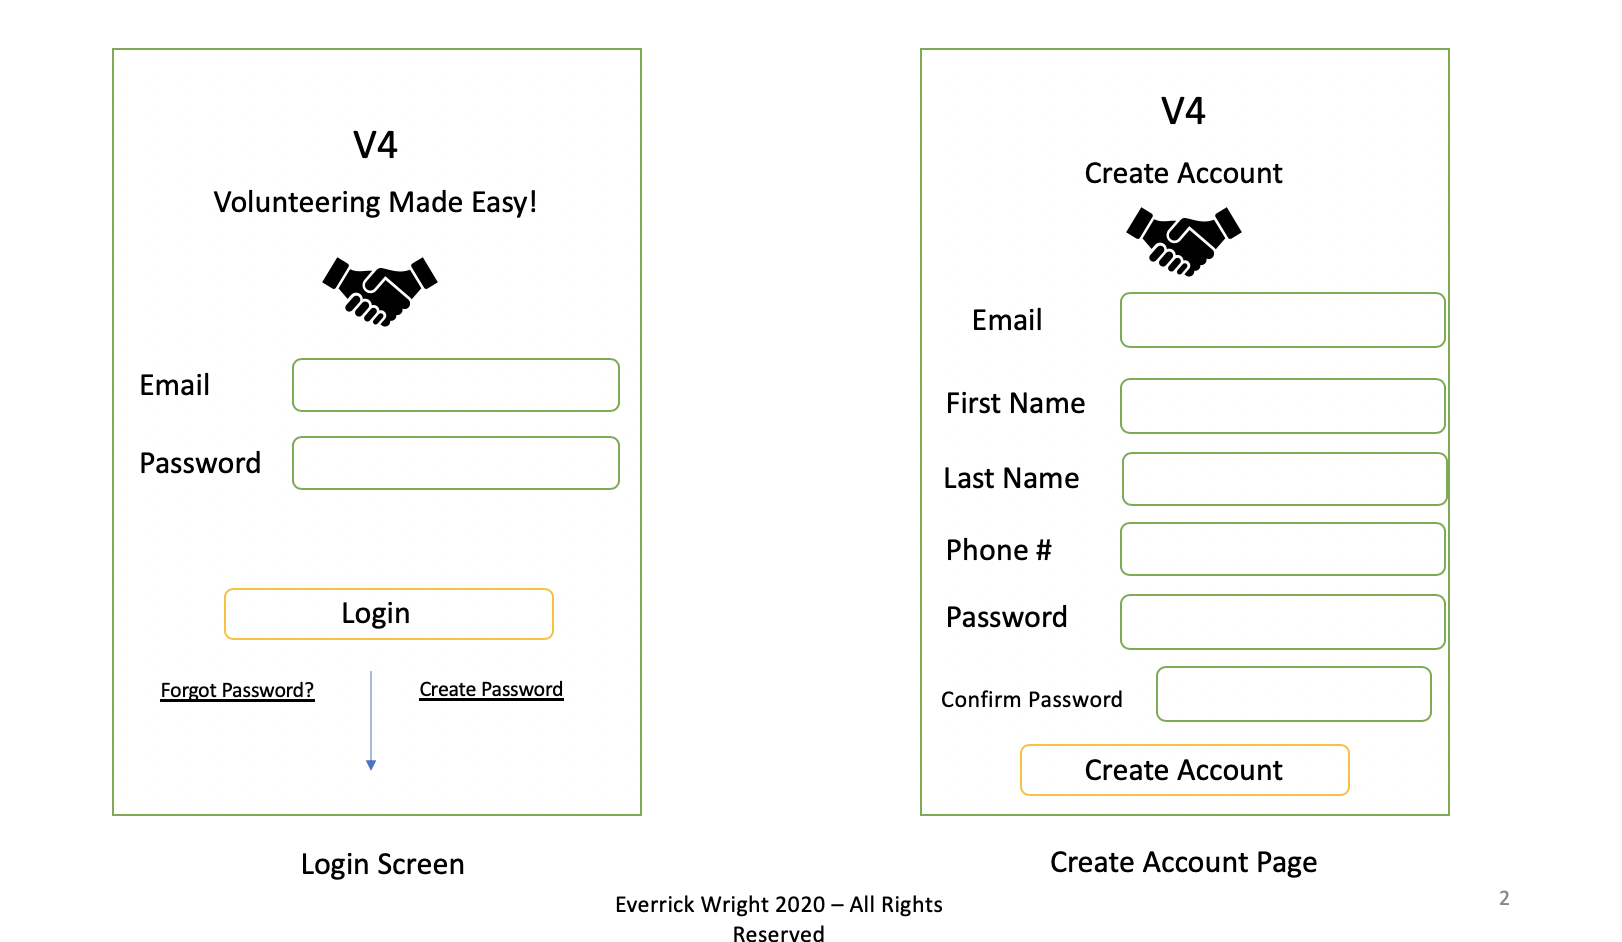 V4
Volunteering Made Easy!
Email
Password
Login
Forgot Password?
Create Password
Login Screen
V4
Create Account
Email
First Name
Last Name
Phone #
Password
Confirm Password
Create Account
Create Account Page
Everrick Wright 2020 – All Rights
Reserved
2